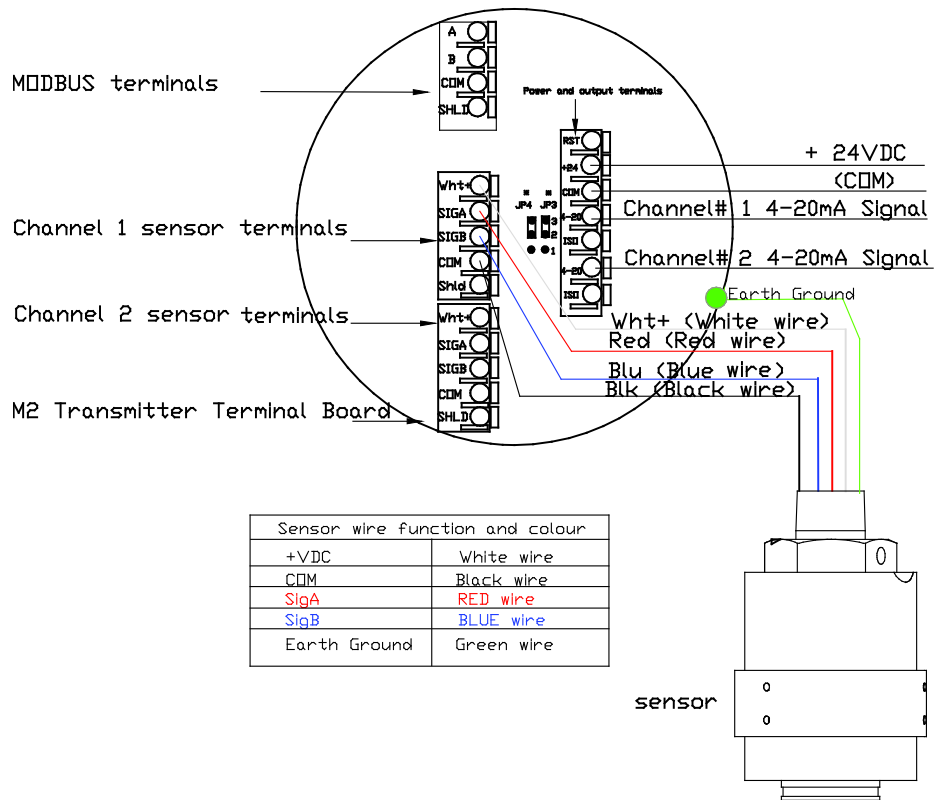 A
B
COM
SHLD
MODBUS terminals
Power and output terminals
RST
+24
COM
4-20
ISO
4-20
ISO
+ 24VDC
(COM)
Channel# 1 4-20mA Signal
Channel# 2 4-20mA Signal
JP4 JP3
3
2
1
Wht+
SIGA
SIGB
COM
Shld
Channel 1 sensor terminals
Channel 2 sensor terminals
Wht+
SIGA
SIGB
COM
SHLD
M2 Transmitter Terminal Board
Earth Ground
Wht+ (White wire)
Red (Red wire)
Blu (Blue wire)
Blk (Black wire)
Sensor wire function and colour
+VDC White wire
COM Black wire
SigA RED wire
SigB BLUE wire
Earth Ground Green wire
sensor